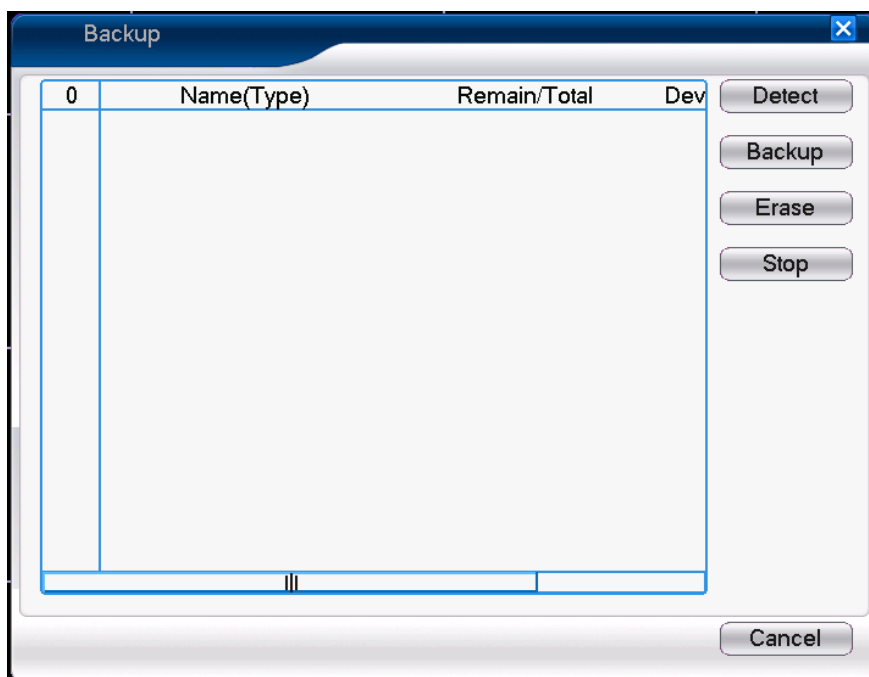 Backup
0 Name(Type) Remain/Total Dev
Detect
Backup
Erase
Stop
Cancel